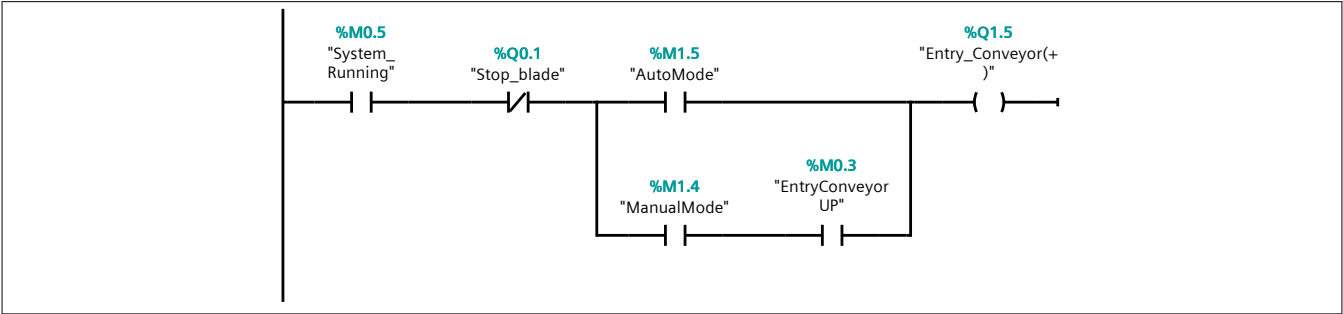 %M0.5
"System_
Running"
%Q0.1
"Stop_blade"
%M1.5
"AutoMode"
%Q1.5
"Entry_Conveyor(+
)"
%M1.4
"ManualMode"
%M0.3
"EntryConveyor
UP"